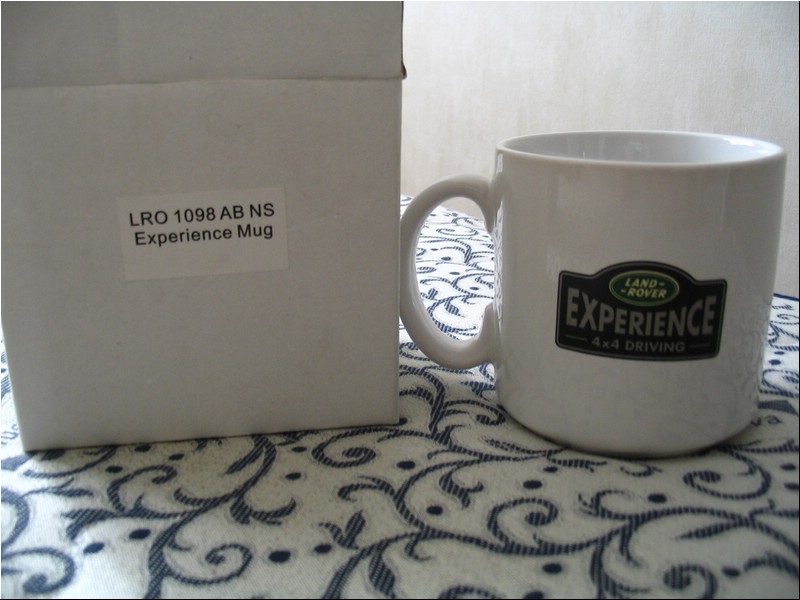 LRO 1098 AB NS
Experience Mug
LAND-
-ROVER
EXPERIENCE
4x4 DRIVING